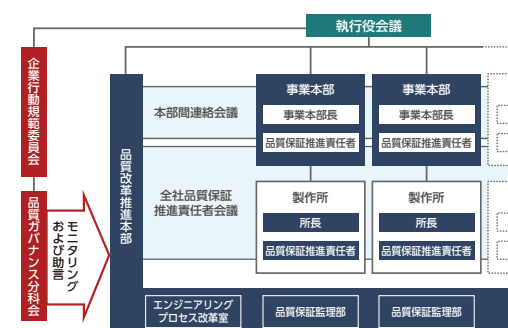 執行役会議
企業行動規範委員会
品質ガバナンス分科会
モニタリング
および助言
品質改革推進本部
本部間連絡会議
全社品質保証
推進責任者会議
事業本部
事業本部長
品質保証推進責任者
事業本部
事業本部長
品質保証推進責任者
製作所
所長
品質保証推進責任者
製作所
所長
品質保証推進責任者
エンジニアリング
プロセス改革室
品質保証監理部
品質保証監理部